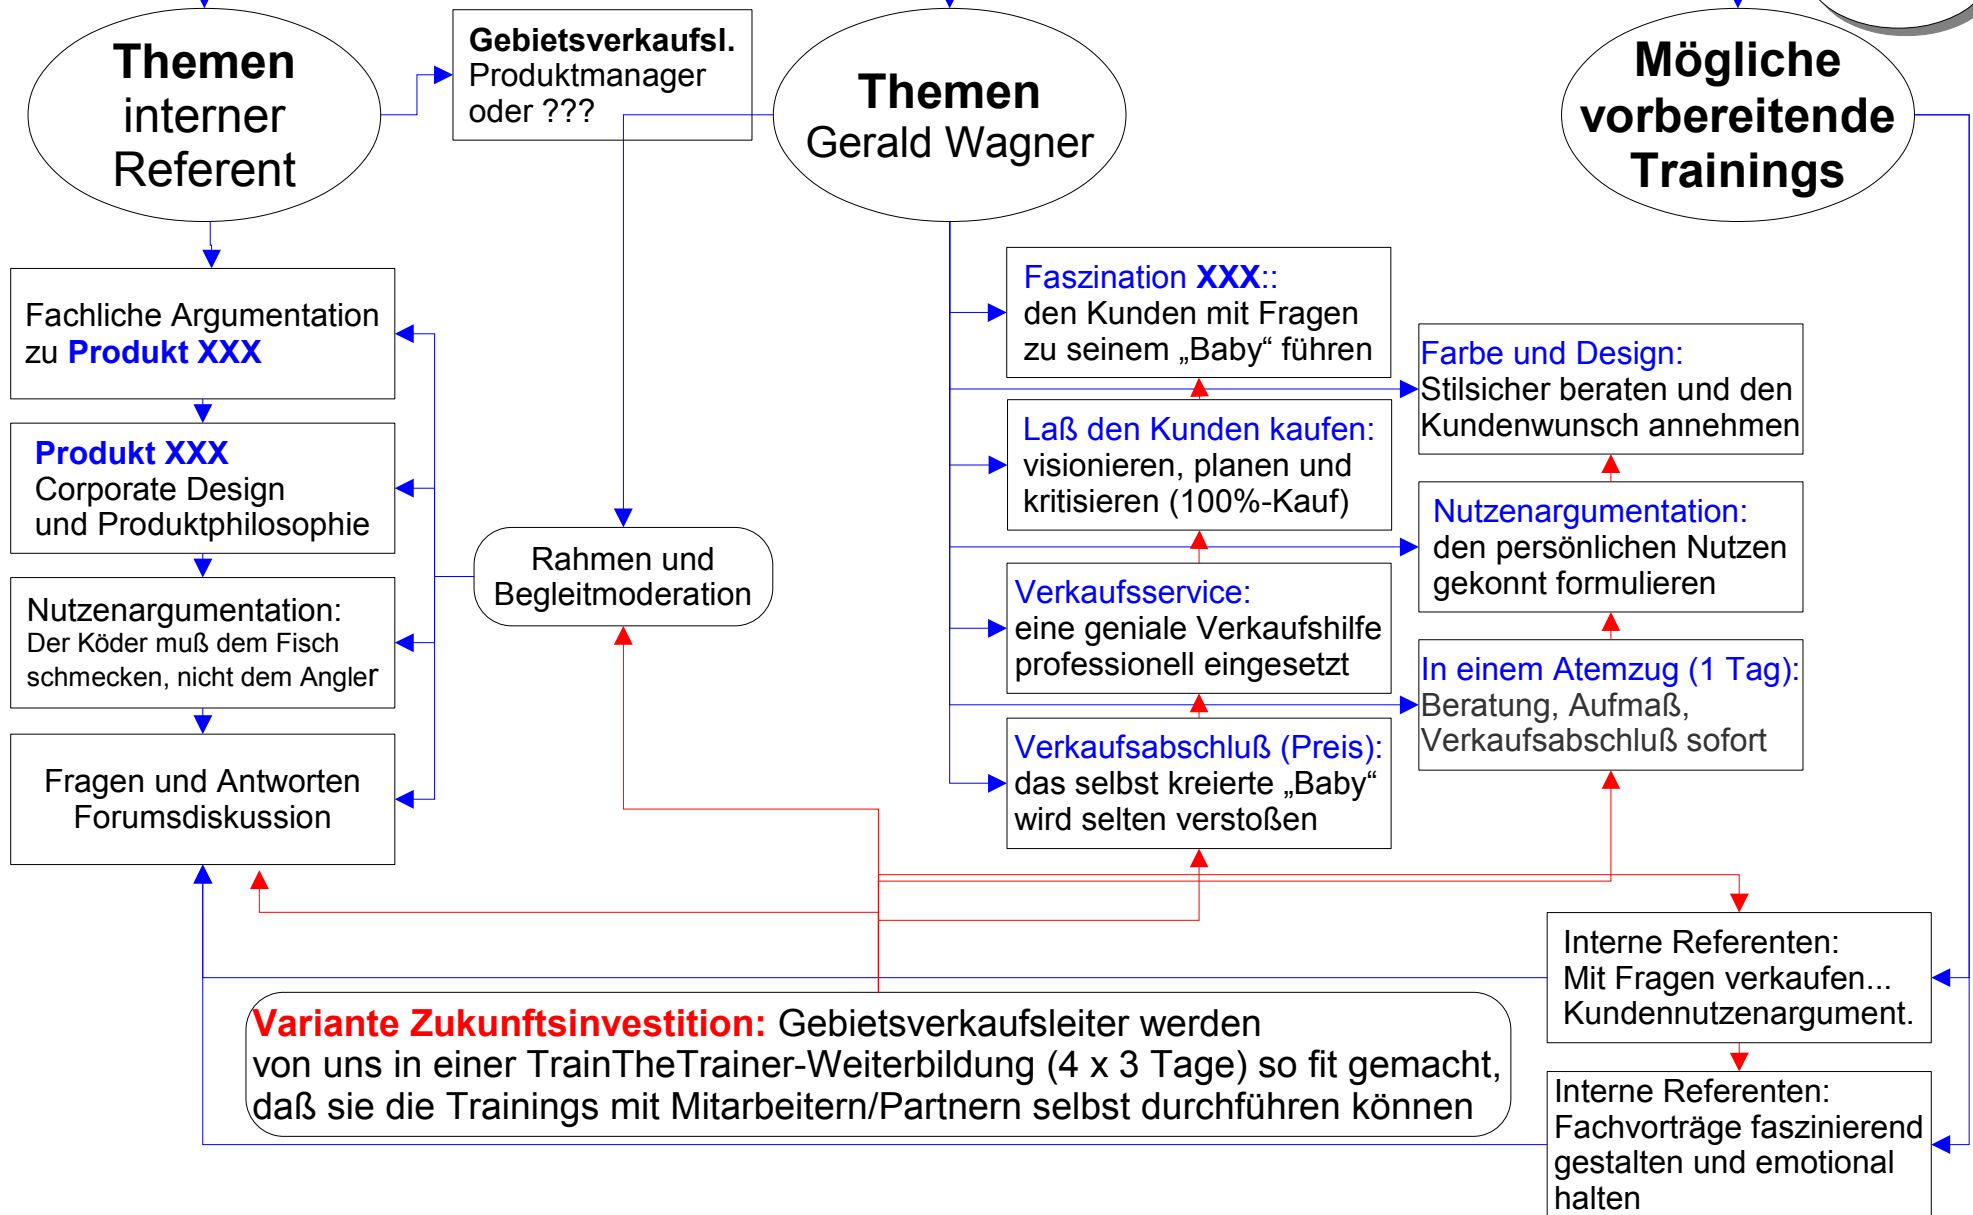 Themen
interner
Referent
Gebietsverkaufsl.
Produktmanager
oder ???
Themen
Gerald Wagner
Mögliche
vorbereitende
Trainings
Fachliche Argumentation
zu Produkt XXX
Produkt XXX
Corporate Design
und Produktphilosophie
Nutzenargumentation:
Der Köder muß dem Fisch
schmecken, nicht dem Angler
Fragen und Antworten
Forumsdiskussion
Rahmen und
Begleitmoderation
Faszination XXX::
den Kunden mit Fragen
zu seinem „Baby“ führen
Laß den Kunden kaufen:
visionieren, planen und
kritisieren (100%-Kauf)
Verkaufsservice:
eine geniale Verkaufshilfe
professionell eingesetzt
Verkaufsabschluß (Preis):
das selbst kreierte „Baby“
wird selten verstoßen
Farbe und Design:
Stilsicher beraten und den
Kundenwunsch annehmen
Nutzenargumentation:
den persönlichen Nutzen
gekonnt formulieren
In einem Atemzug (1 Tag):
Beratung, Aufmaß,
Verkaufsabschluß sofort
Interne Referenten:
Mit Fragen verkaufen...
Kundennutzenargument.
Interne Referenten:
Fachvorträge faszinierend
gestalten und emotional
halten
Variante Zukunftsinvestition: Gebietsverkaufsleiter werden
von uns in einer TrainTheTrainer-Weiterbildung (4 x 3 Tage) so fit gemacht,
daß sie die Trainings mit Mitarbeitern/Partnern selbst durchführen können